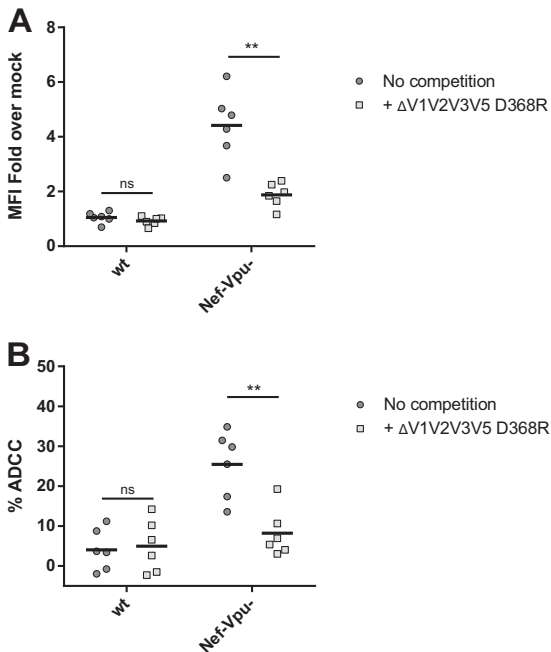 A
MFI Fold over mock
8
6
4
2
0
ns
**
wt
Nef-Vpu-
No competition
+ ΔV1V2V3V5 D368R
B
% ADCC
50
40
30
20
10
0
ns
**
wt
Nef-Vpu-
No competition
+ ΔV1V2V3V5 D368R